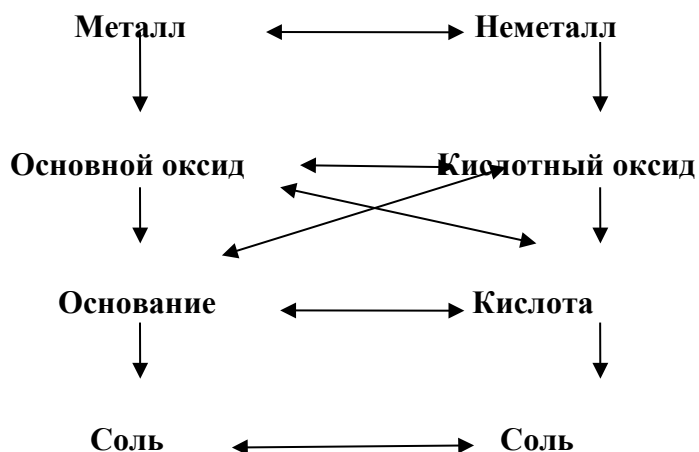 Металл Неметалл
Основной оксид Кислотный оксид
Основание Кислота
Соль Соль